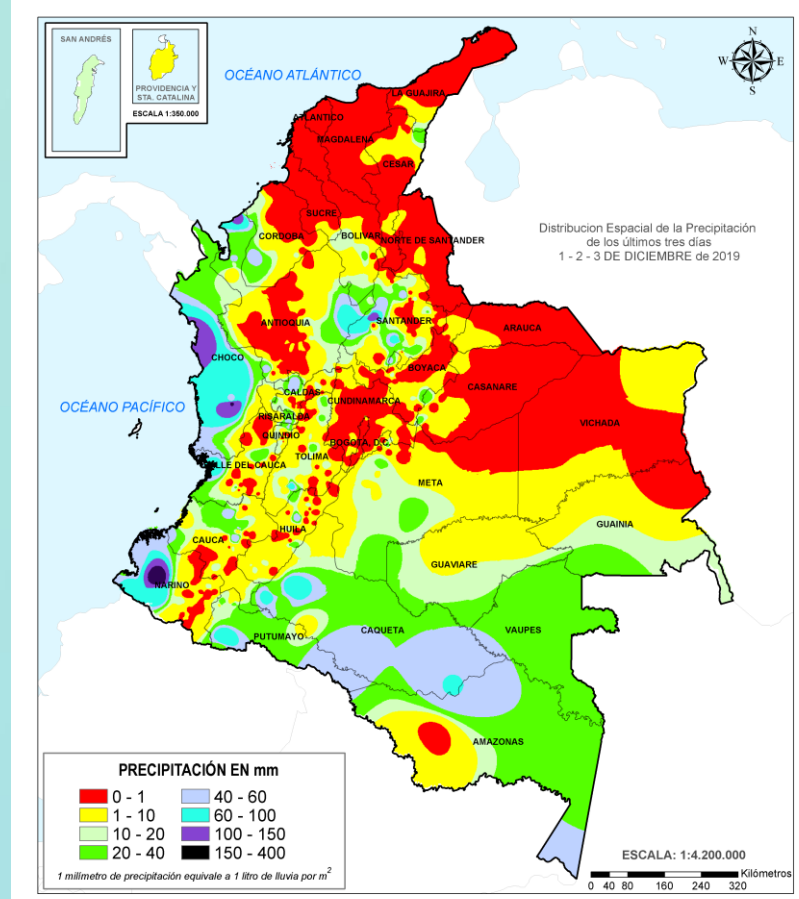 SAN ANDRÉS
PROVIDENCIA Y
STA. CATALINA
ESCALA 1:350.000
OCÉANO ATLÁNTICO
N
W
E
S
LA GUAJIRA
ATLANTICO
MAGDALENA
CESAR
SUCRE
CORDOBA
BOLIVAR
NORTE DE SANTANDER
Distribucion Espacial de la Precipitación
de los últimos tres días
1 - 2 - 3 DE DICIEMBRE de 2019
ANTIOQUIA
SANTANDER
ARAUCA
CHOCO
BOYACA
CASANARE
CALDAS
CUNDINAMARCA
OCÉANO PACÍFICO
RISARALDA
VICHADA
QUINDIO
BOGOTA, D.C.
TOLIMA
VALLE DEL CAUCA
META
GUAINIA
HUILA
CAUCA
GUAVIARE
NARIÑO
CAQUETA
VAUPES
PUTUMAYO
AMAZONAS
PRECIPITACIÓN EN mm
0 - 1
40 - 60
1 - 10
60 - 100
10 - 20
100 - 150
20 - 40
150 - 400
1 milímetro de precipitación equivale a 1 litro de lluvia por m2
ESCALA: 1:4.200.000
Kilómetros
0 40 80 160 240 320